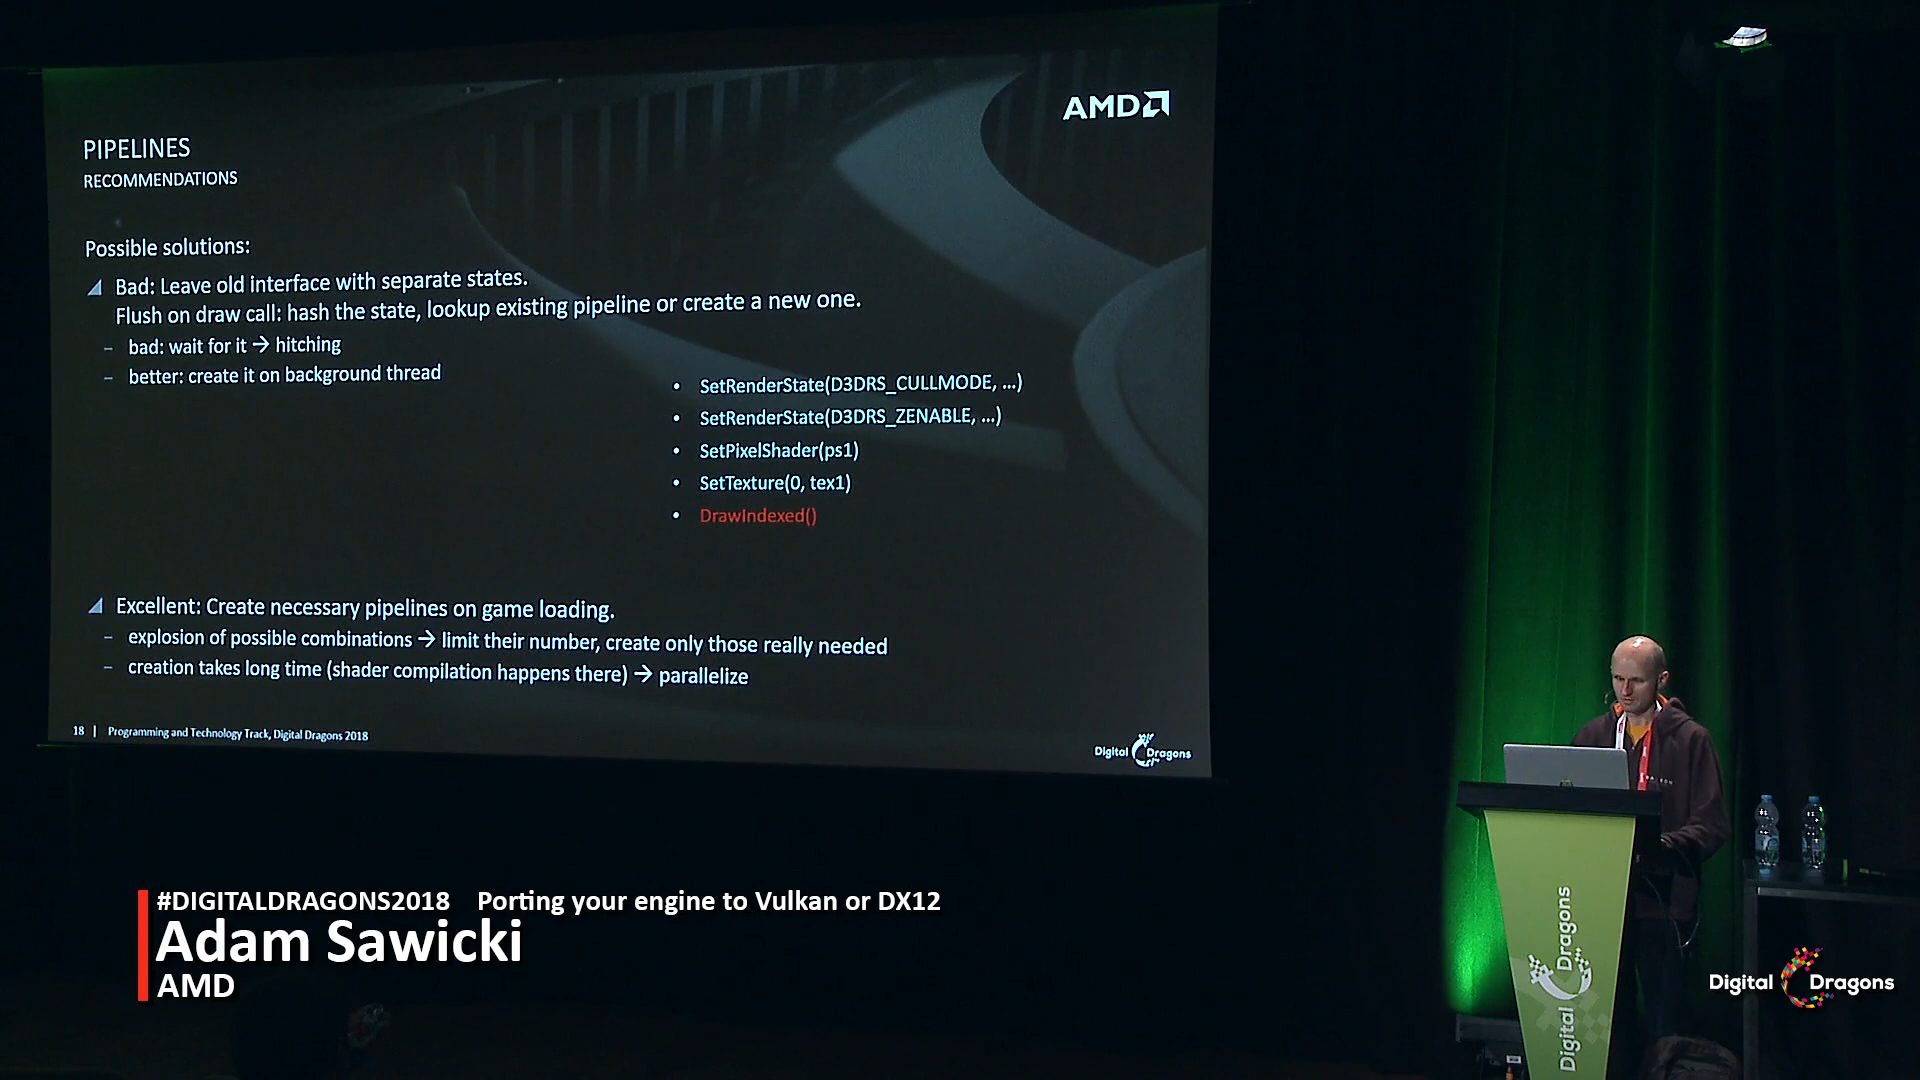 AMD
PIPELINES
RECOMMENDATIONS
Possible solutions:
Bad: Leave old interface with separate states.
Flush on draw call: hash the state, lookup existing pipeline or create a new one.
– bad: wait for it → hitching
– better: create it on background thread
• SetRenderState(D3DRS_CULLMODE, ...)
• SetRenderState(D3DRS_ZENABLE, ...)
• SetPixelShader(ps1)
• SetTexture(0, tex1)
• DrawIndexed()
Excellent: Create necessary pipelines on game loading.
– explosion of possible combinations → limit their number, create only those really needed
– creation takes long time (shader compilation happens there) → parallelize
18 | Programming and Technology Track, Digital Dragons 2018
Digital Dragons
#DIGITALDRAGONS2018 Porting your engine to Vulkan or DX12
Adam Sawicki
AMD
Digital Dragons
Digital Dragons